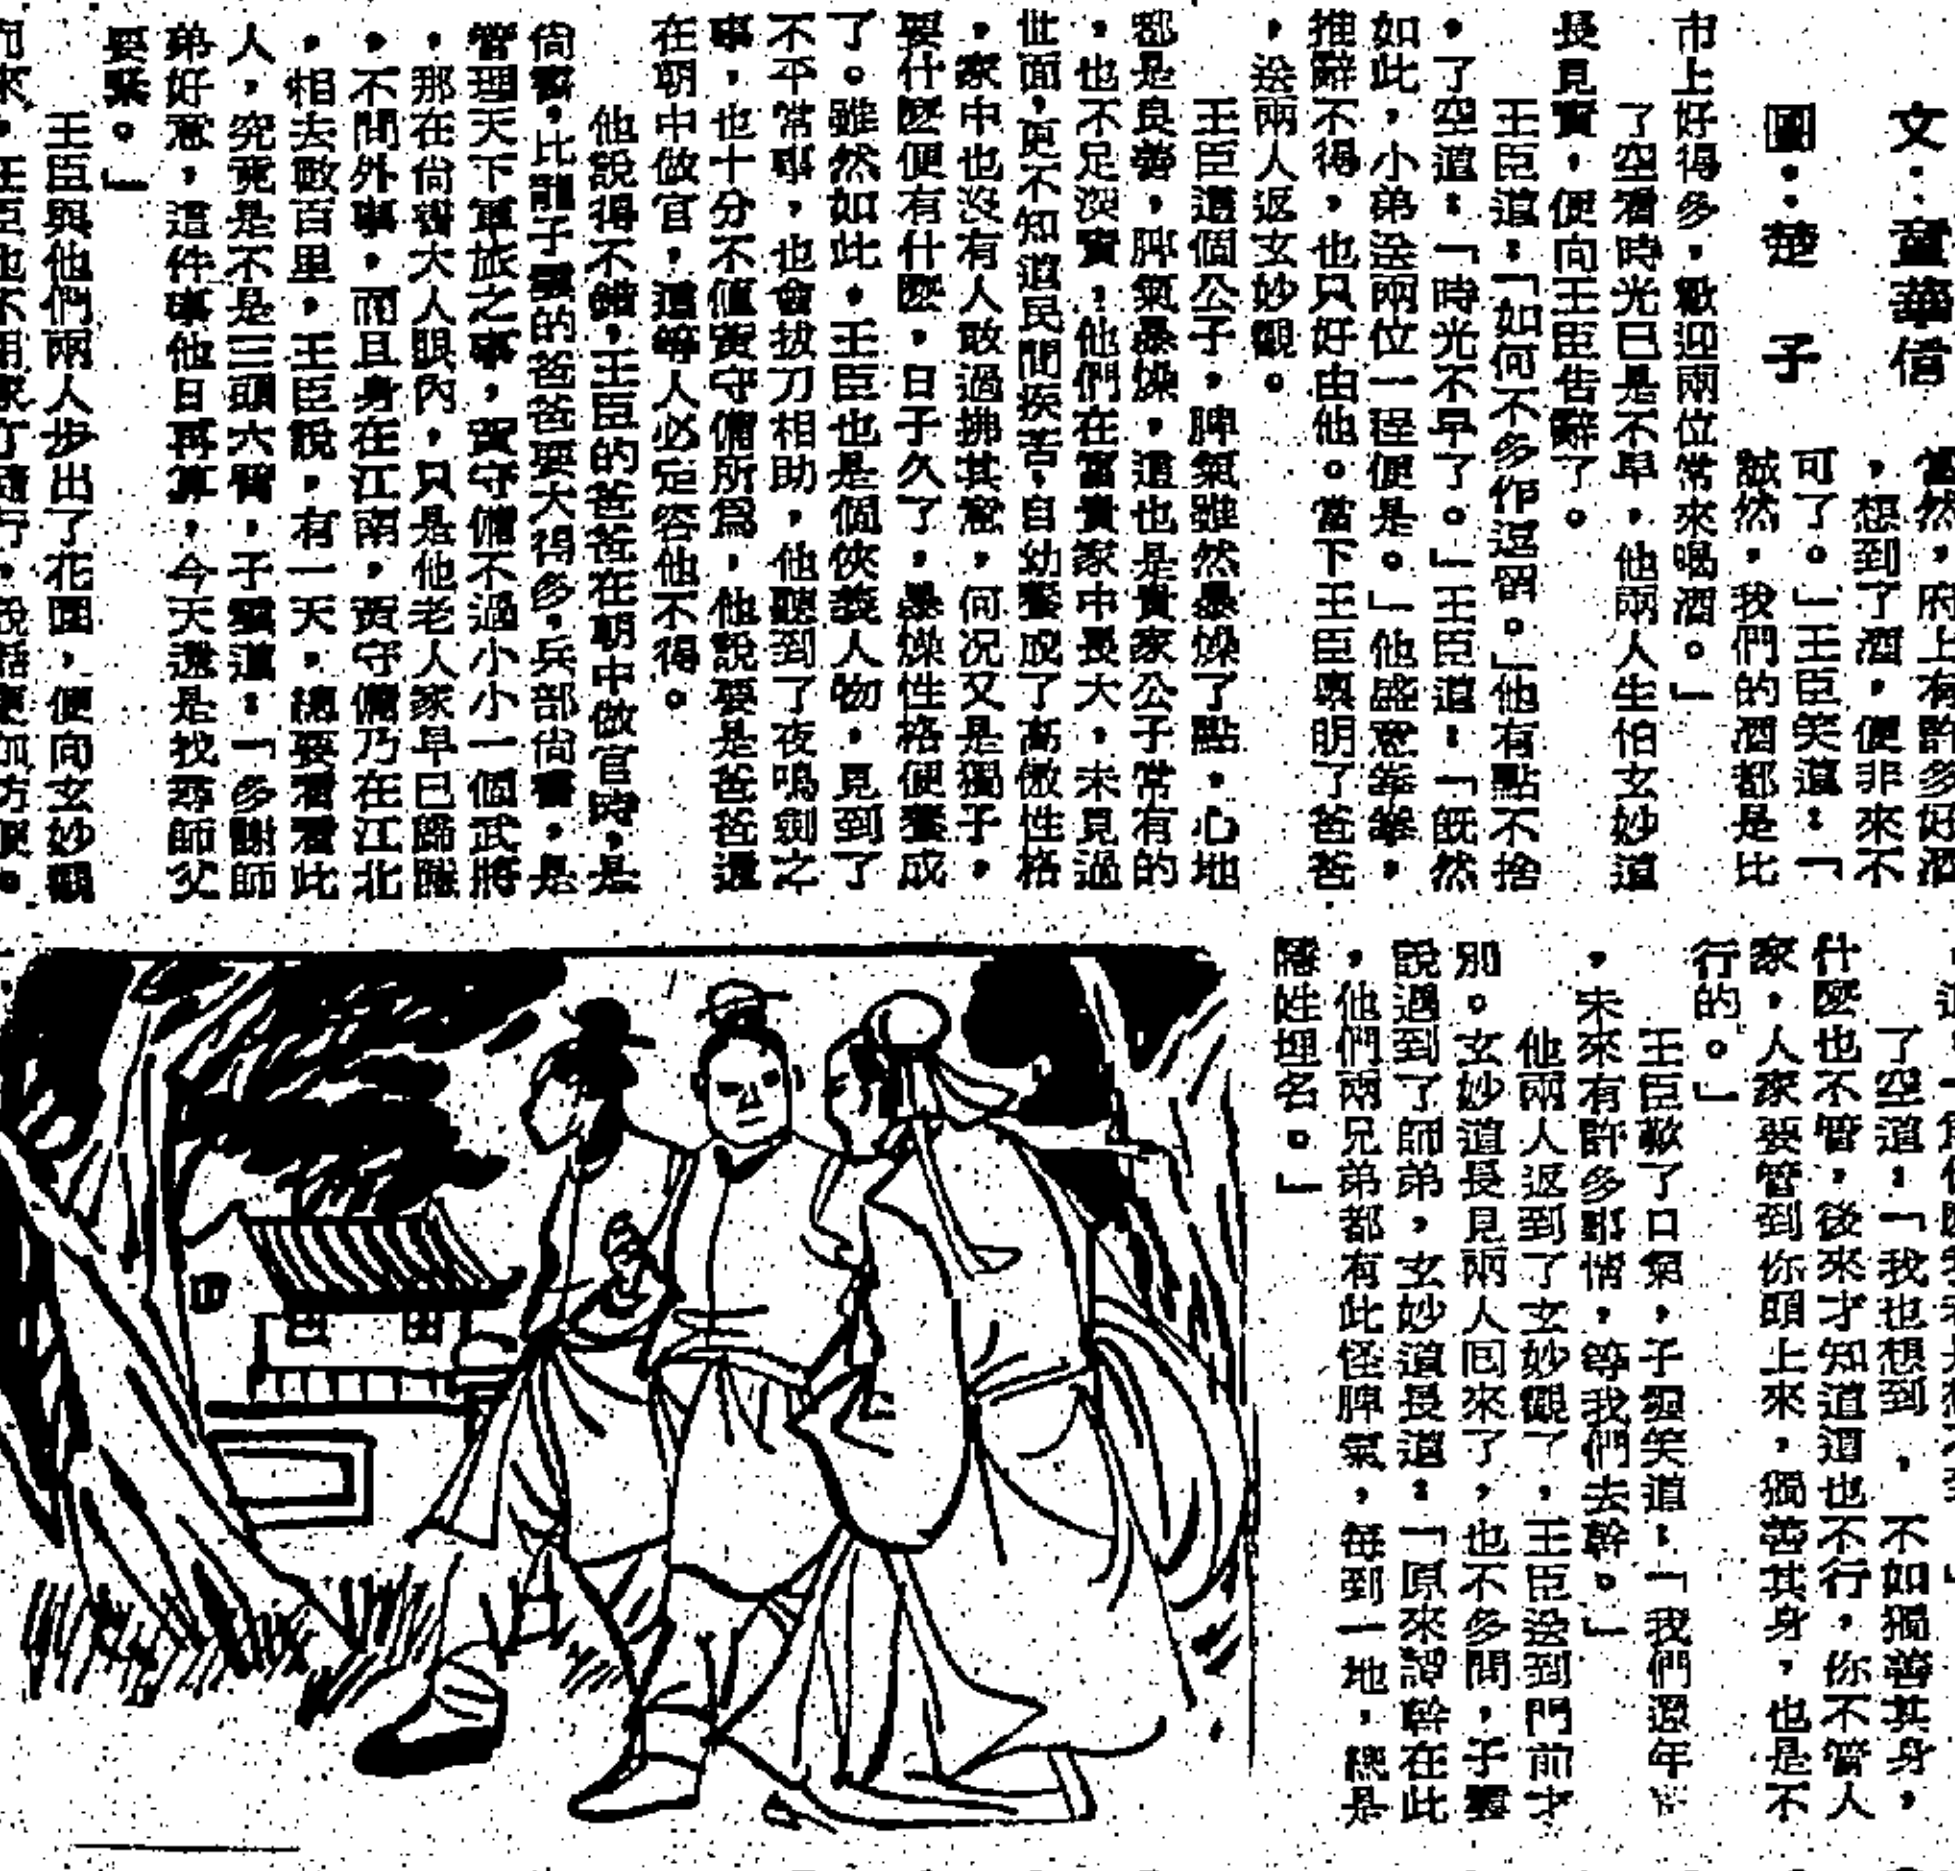 文：童華信
圖：楚　子
當然，府上有許多好酒
，想到了酒，便非來不
可了。」王臣笑道：「
誠然，我們的酒都是比
市上好得多，歡迎兩位常來喝酒。」
了空看時光已是不早，他兩人生怕玄妙道
長見責，便向王臣告辭了。
王臣道：「如何不多作逗留。」他有點不捨
。了空道：「時光不早了。」王臣道：「既然
如此，小弟送兩位一程便是。」他盛意拳拳，
推辭不得，也只好由他。當下王臣稟明了爸爸
，送兩人返玄妙觀。
王臣這個公子，脾氣雖然暴燥了點，心地
都是良善，脾氣暴燥，這也是貴家公子常有的
，也不足深責，他們在富貴家中長大，未見過
世面，更不知道民間疾苦，自幼養成了高傲性格
，家中也沒有人敢過拂其意，何況又是獨子，
要什麼便有什麼，日子久了，暴燥性格便養成
了。雖然如此，王臣也是個俠義人物，見到了
不平常事，也會拔刀相助，他聽到了夜鳴劍之
事，也十分不值賀守備所為，他說要是爸爸還
在朝中做官，這等人必定容他不得。
他說得不錯，王臣的爸爸在朝中做官時，是
尚書，比龍子雲的爸爸要大得多，兵部尚書，是
管理天下軍旅之事，賀守備不過小小一個武將
，那在尚書大人眼內，只是他老人家早已歸隱
，不問外事，而且身在江南，賀守備乃在江北
，相去數百里，王臣說，有一天，總要看看此
人，究竟是不是三頭六臂，子雲道：「多謝師
弟好意，這件事他日再算，今天還是找尋師父
要緊。」
王臣與他們兩人步出了花園，便向玄妙觀
而來，王臣也不用家丁隨行，說話更加方便。
了空道：「我也想到，不如獨善其身，
什麼也不管，後來才知道這也不行，你不管人
家，人家要管到你頭上來，獨善其身，也是不
行的。」
王臣歎了口氣，子雲笑道：「我們還年
，未來有許多事情，等我們去幹。」
他兩人返到了玄妙觀了，王臣送到門前才
別。玄妙道長見兩人回來了，也不多問，子雲
說遇到了師弟，玄妙道長道：「原來譚幹在此
，他們兩兄弟都有此怪脾氣，每到一地，總是
隱姓埋名。」